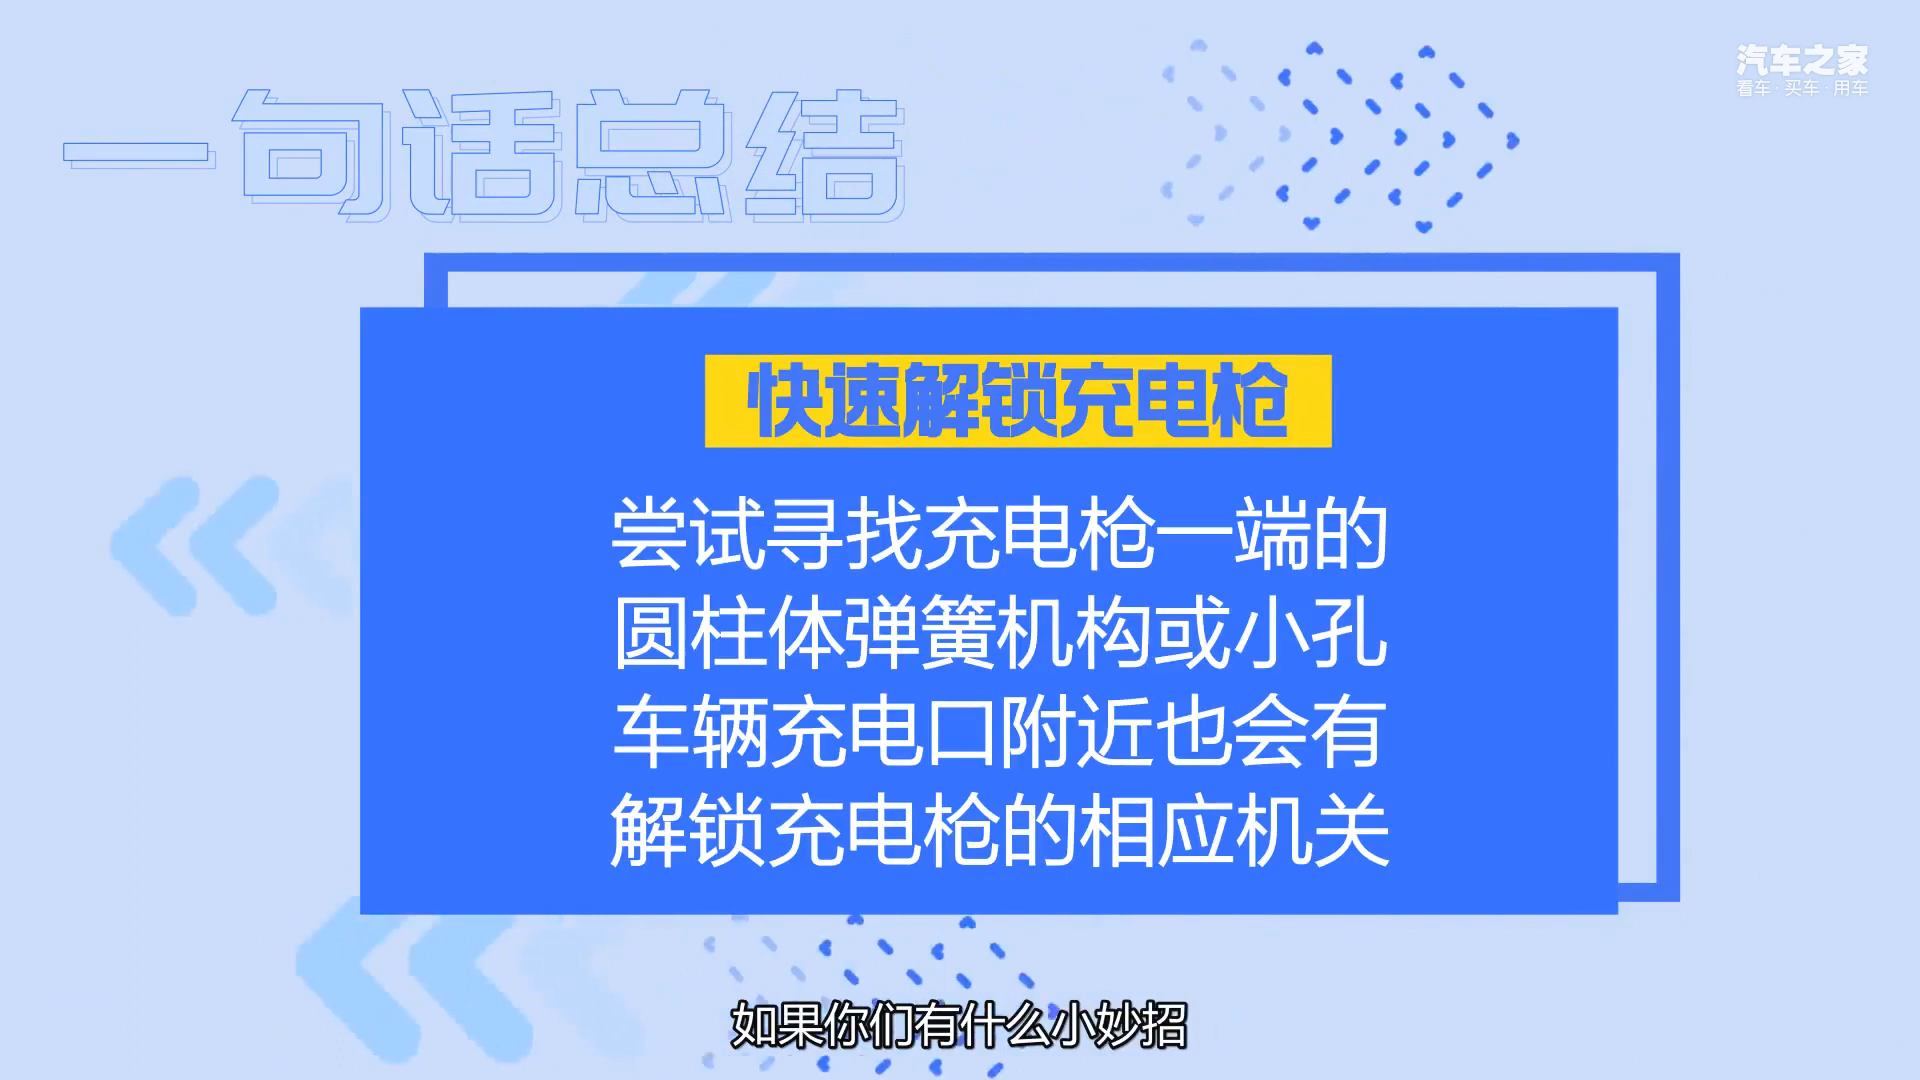 汽车之家
看车·买车·用车
一句话总结
快速解锁充电枪
尝试寻找充电枪一端的
圆柱体弹簧机构或小孔
车辆充电口附近也会有
解锁充电枪的相应机关
如果你们有什么小妙招